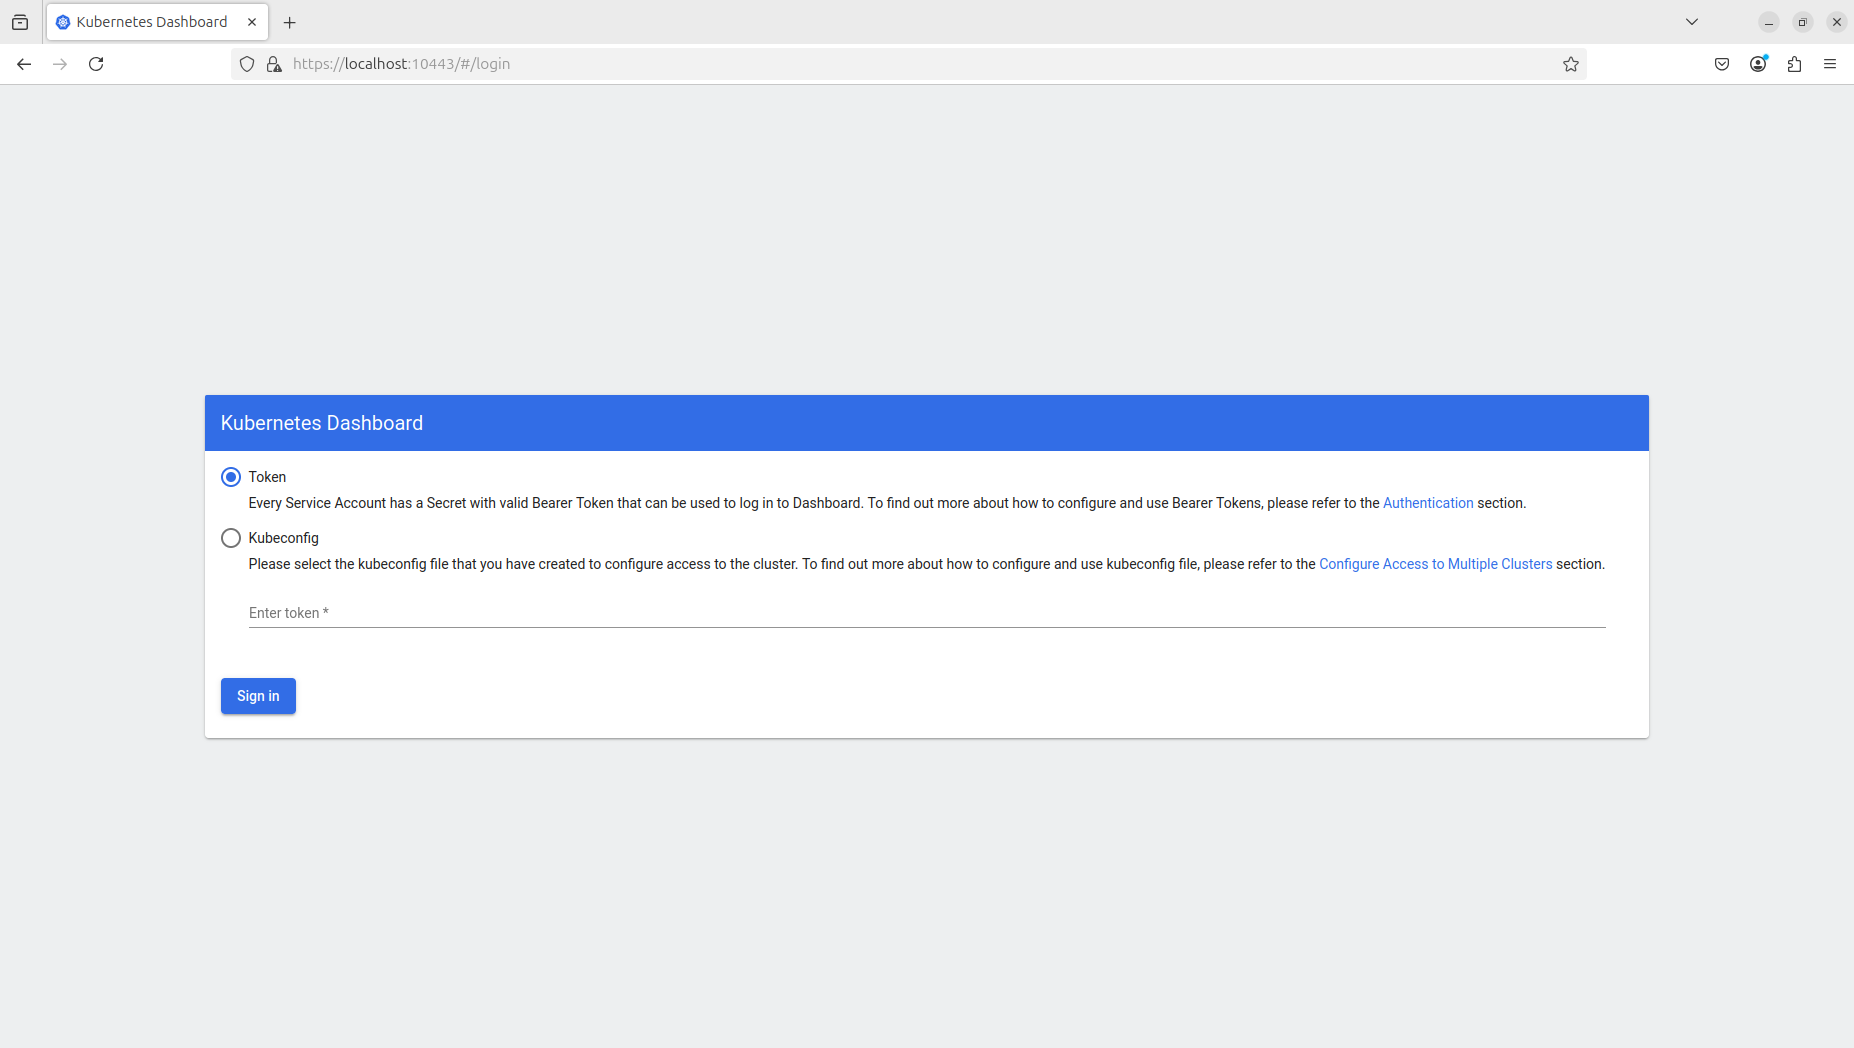 Kubernetes Dashboard
https://localhost:10443/#/login
Kubernetes Dashboard
Token
Every Service Account has a Secret with valid Bearer Token that can be used to log in to Dashboard. To find out more about how to configure and use Bearer Tokens, please refer to the Authentication section.
Kubeconfig
Please select the kubeconfig file that you have created to configure access to the cluster. To find out more about how to configure and use kubeconfig file, please refer to the Configure Access to Multiple Clusters section.
Enter token *
Sign in